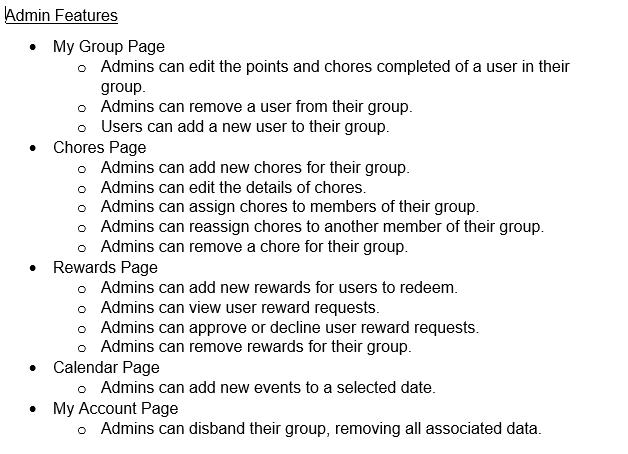 Admin Features
• My Group Page
o Admins can edit the points and chores completed of a user in their
group.
o Admins can remove a user from their group.
o Users can add a new user to their group.
• Chores Page
o Admins can add new chores for their group.
o Admins can edit the details of chores.
o Admins can assign chores to members of their group.
o Admins can reassign chores to another member of their group.
o Admins can remove a chore for their group.
• Rewards Page
o Admins can add new rewards for users to redeem.
o Admins can view user reward requests.
o Admins can approve or decline user reward requests.
o Admins can remove rewards for their group.
• Calendar Page
o Admins can add new events to a selected date.
• My Account Page
o Admins can disband their group, removing all associated data.